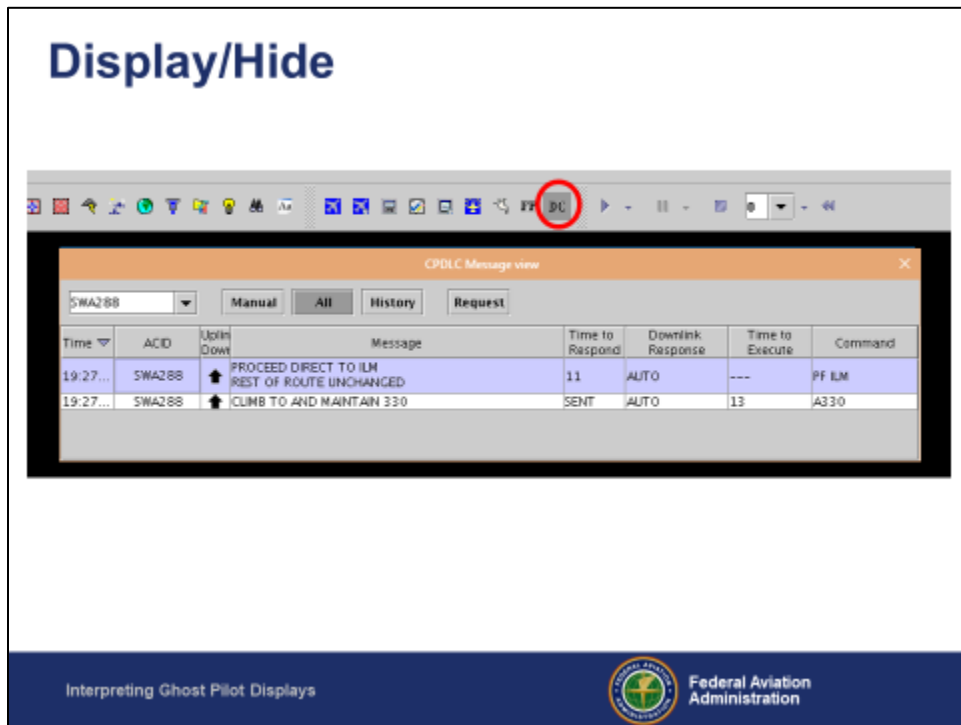 Display/Hide
FP DC 0
CPDLC Message view
SWA288 Manual All History Request
Time ACID Uplin Down Message Time to Respond Downlink Response Time to Execute Command
19:27... SWA288 PROCEED DIRECT TO ILM 11 AUTO --- PF ILM
REST OF ROUTE UNCHANGED
19:27... SWA288 CLIMB TO AND MAINTAIN 330 SENT AUTO 13 A330
Interpreting Ghost Pilot Displays
Federal Aviation
Administration